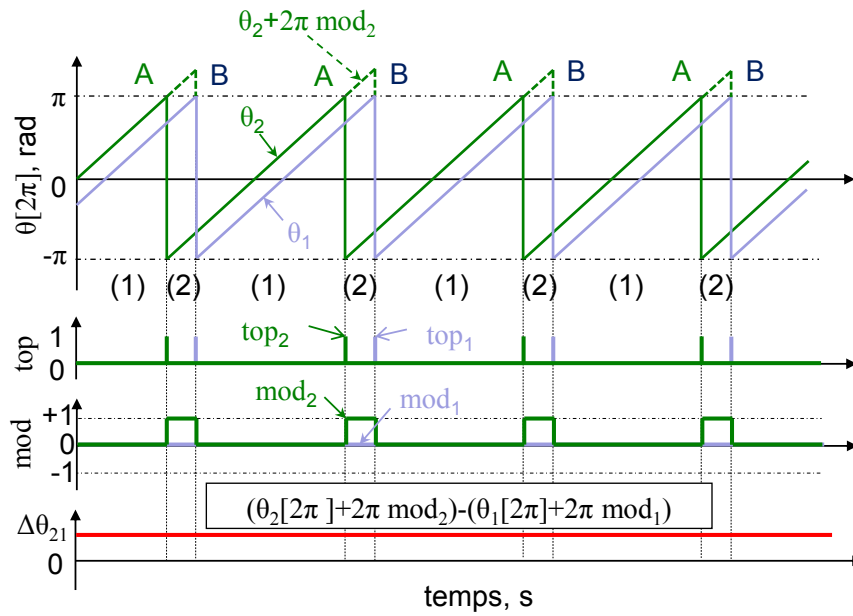 θ₂+2π mod₂
A B A B A B A B
π
θ₂
θ[2π], rad
0
θ₁
-π
(1) (2) (1) (2) (1) (2) (1) (2)
top
1
0
top₂ top₁
mod₂ mod₁
mod
+1
0
-1
(θ₂[2π ]+2π mod₂)-(θ₁[2π]+2π mod₁)
Δθ₂₁
0
temps, s